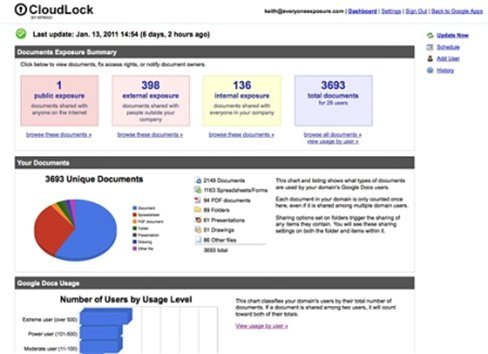 CloudLock
BY APRIGO
keith@everyoneexposure.com | Dashboard | Settings | Sign Out | Back to Google Apps
Last update: Jan. 13, 2011 14:54 (6 days, 2 hours ago)
Update Now
Schedule
Add User
History
Documents Exposure Summary
Click below to view documents, fix access rights, or notify document owners.
1
public exposure
documents shared with
anyone on the internet
browse these documents »
398
external exposure
documents shared with
people outside your
company
browse these documents »
136
internal exposure
documents shared with
everyone in your company
browse these documents »
3693
total documents
for 28 users
browse all documents »
view usage by user »
Your Documents
3693 Unique Documents
Document
Spreadsheet
PDF document
Folder
Presentation
Drawing
Other file
2149 Documents
1163 Spreadsheets/Forms
94 PDF documents
89 Folders
61 Presentations
51 Drawings
86 Other files
3693 total
This chart and listing shows what types of documents
are used by your domain's Google Docs users.
Each document in your domain is only counted once
here, even if it is shared among multiple domain users.
Sharing options set on folders trigger the sharing of
any items they contain. You will see these sharing
settings on both the folder and items within it.
Google Docs Usage
Number of Users by Usage Level
Extreme user (over 500)
Power user (101-500)
Moderate user (11-100)
This chart classifies your domain's users by their total number of
documents. If a document is shared among two users, it will count
toward both of their totals.
View usage by user »